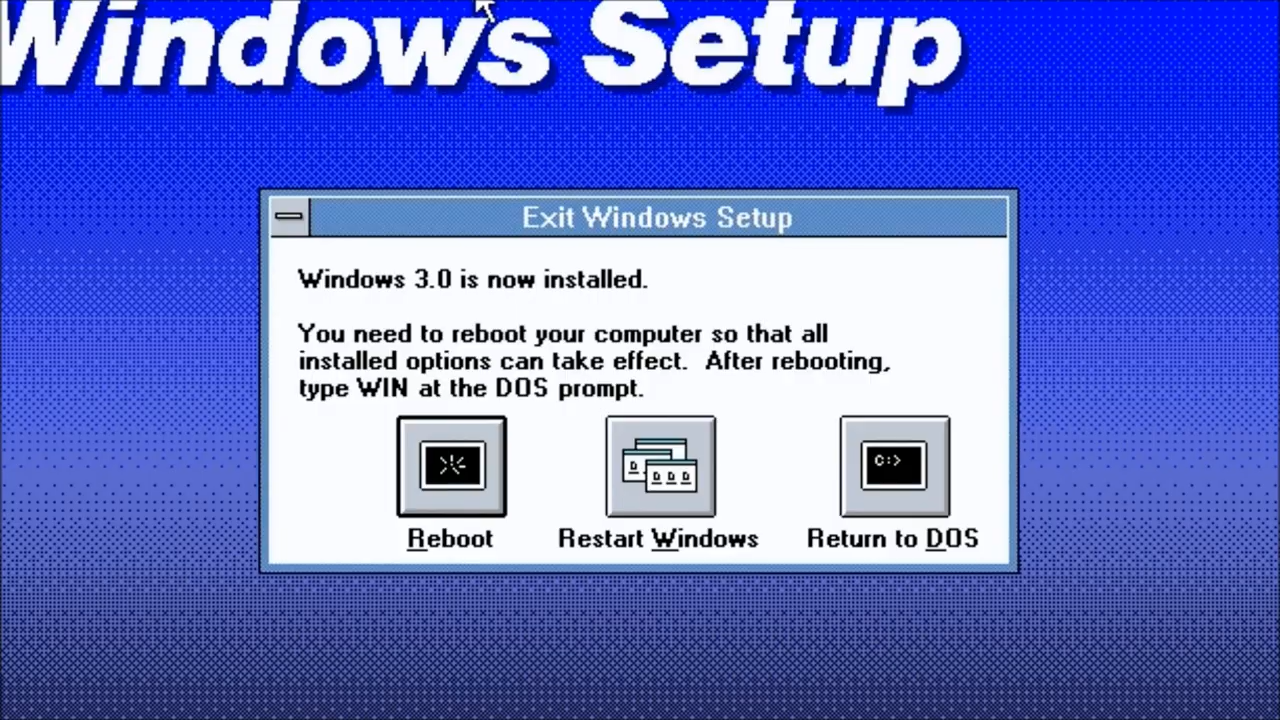 Windows Setup
Exit Windows Setup
Windows 3.0 is now installed.
You need to reboot your computer so that all
installed options can take effect.  After rebooting,
type WIN at the DOS prompt.
C:>
Reboot
Restart Windows
Return to DOS